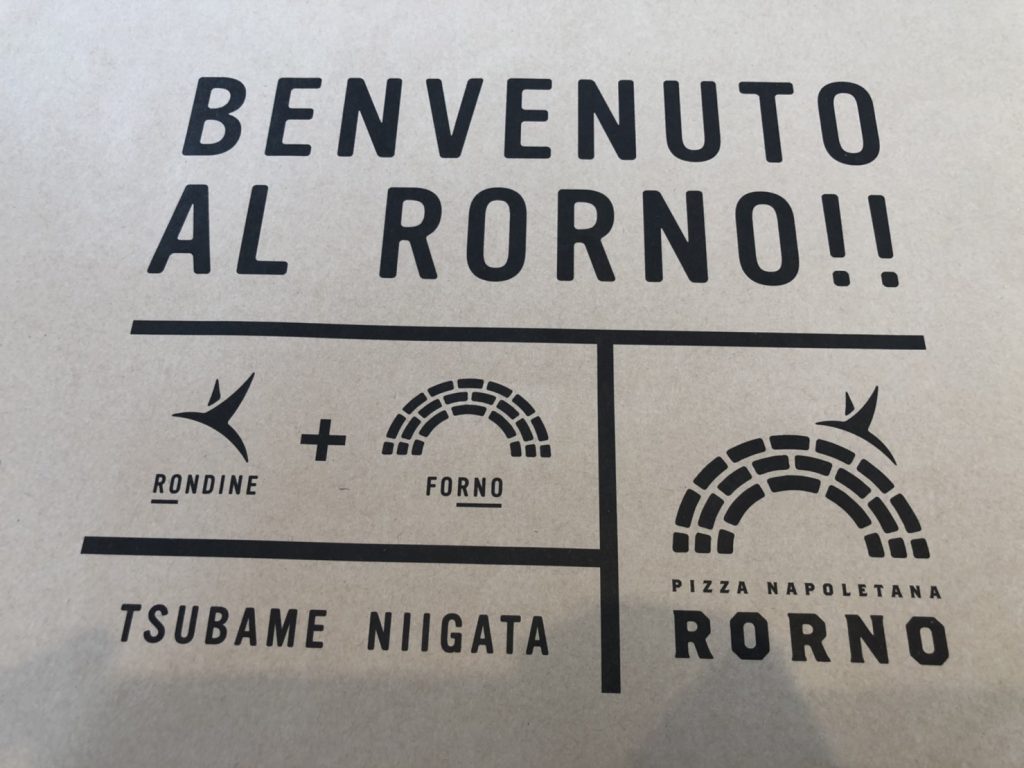 BENVENUTO
AL RORNO!!
RONDINE + FORNO
TSUBAME NIIGATA
PIZZA NAPOLETANA
RORNO